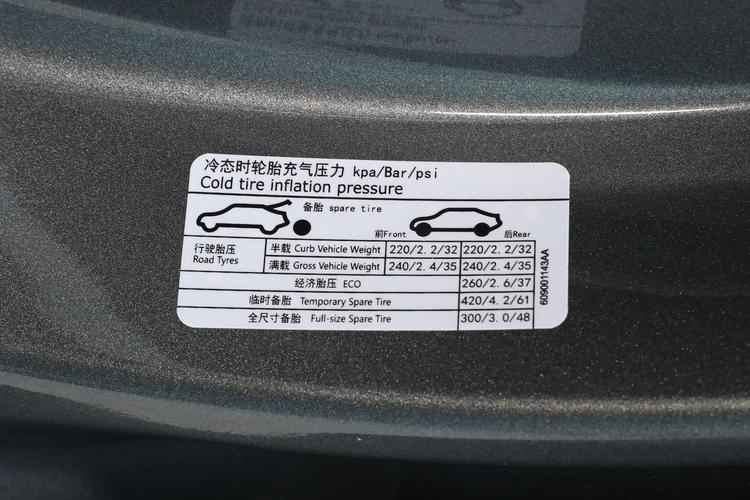 冷态时轮胎充气压力 kpa/Bar/psi
Cold tire inflation pressure
备胎 spare tire
前Front 后Rear
行驶胎压 Road Tyres
半载 Curb Vehicle Weight 220/2.2/32 220/2.2/32
满载 Gross Vehicle Weight 240/2.4/35 240/2.4/35
经济胎压 ECO 260/2.6/37
临时备胎 Temporary Spare Tire 420/4.2/61
全尺寸备胎 Full-size Spare Tire 300/3.0/48
609001143AA